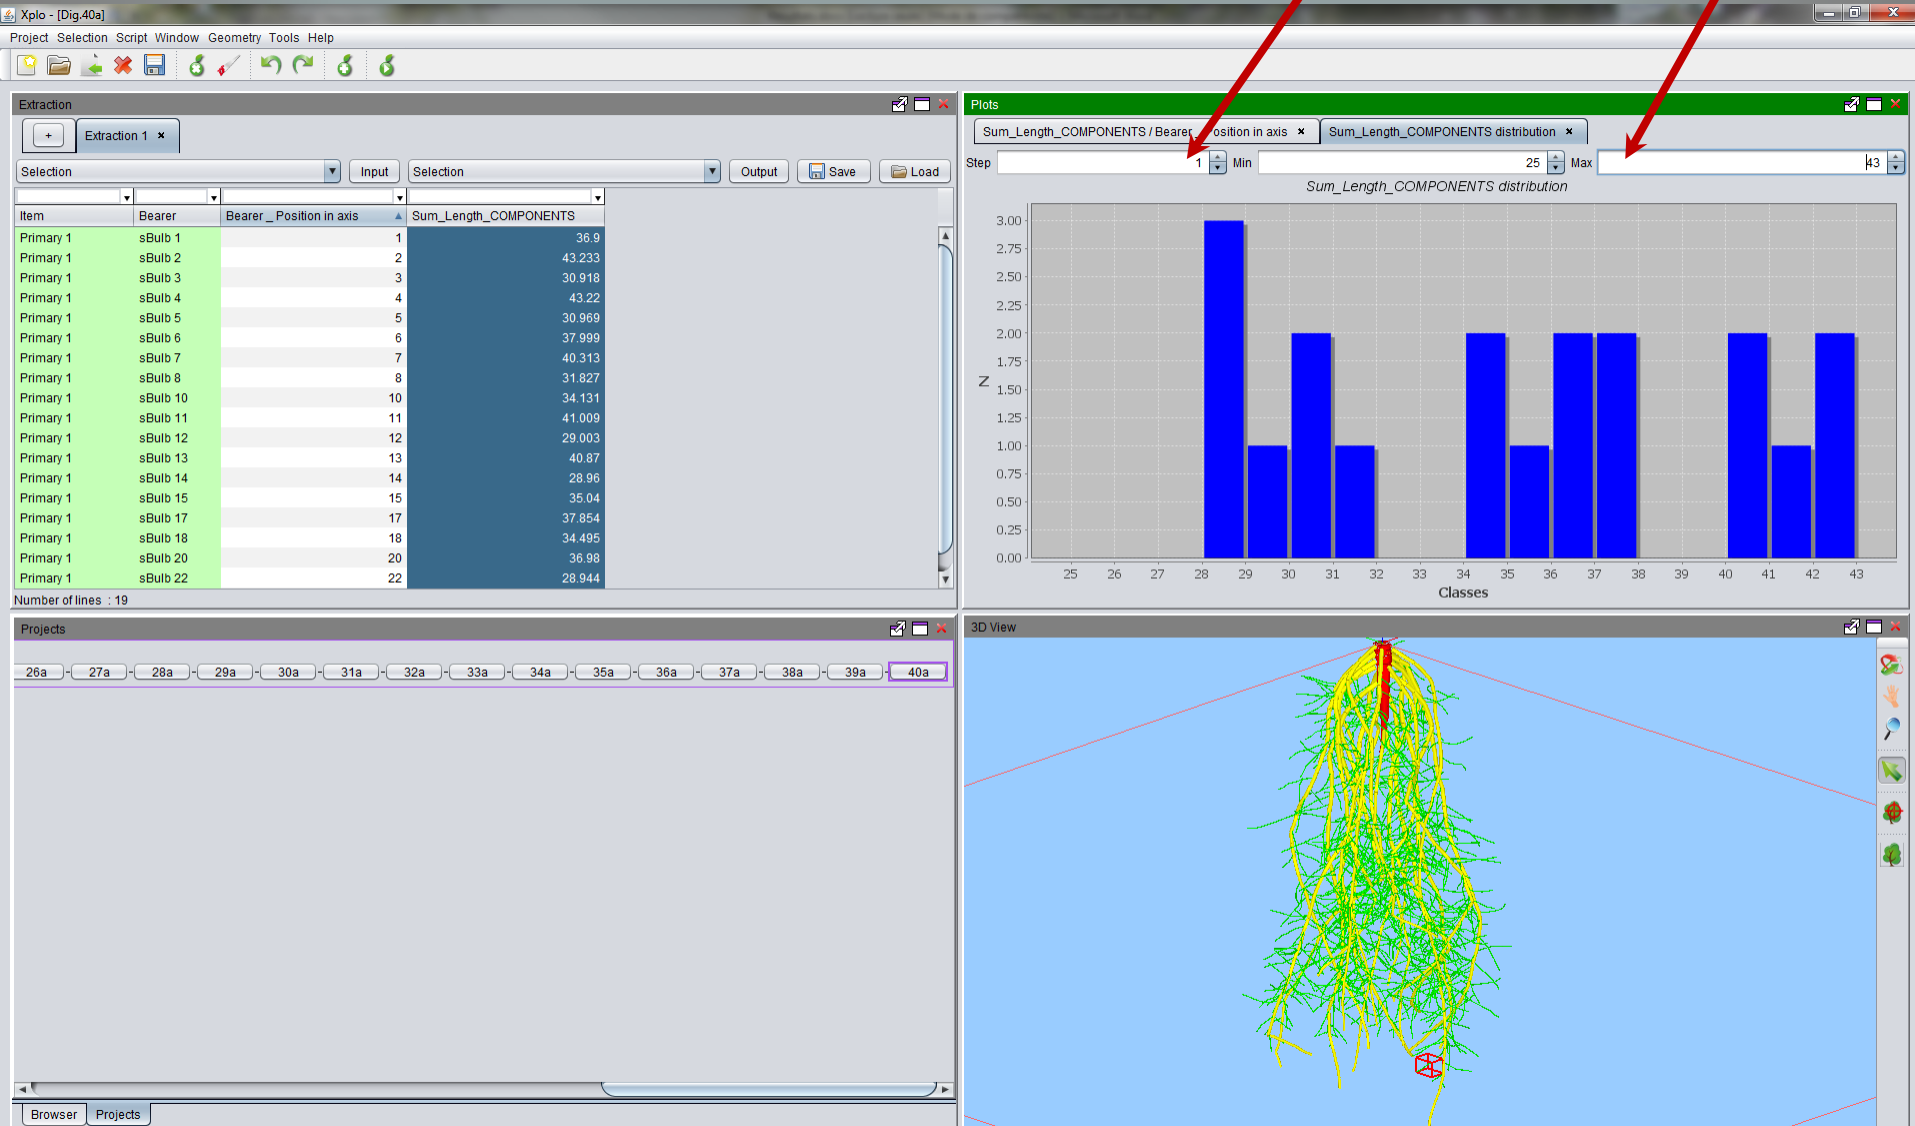 Xplo - [Dig.40a]
Project Selection Script Window Geometry Tools Help
Extraction
+ Extraction 1 ×
Selection Input Selection Output Save Load
Item Bearer Bearer _ Position in axis Sum_Length_COMPONENTS
Primary 1 sBulb 1 1 36.9
Primary 1 sBulb 2 2 43.233
Primary 1 sBulb 3 3 30.918
Primary 1 sBulb 4 4 43.22
Primary 1 sBulb 5 5 30.969
Primary 1 sBulb 6 6 37.999
Primary 1 sBulb 7 7 40.313
Primary 1 sBulb 8 8 31.827
Primary 1 sBulb 10 10 34.131
Primary 1 sBulb 11 11 41.009
Primary 1 sBulb 12 12 29.003
Primary 1 sBulb 13 13 40.87
Primary 1 sBulb 14 14 28.96
Primary 1 sBulb 15 15 35.04
Primary 1 sBulb 17 17 37.854
Primary 1 sBulb 18 18 34.495
Primary 1 sBulb 20 20 36.98
Primary 1 sBulb 22 22 28.944
Number of lines : 19
Plots
Sum_Length_COMPONENTS / Bearer _ Position in axis × Sum_Length_COMPONENTS distribution ×
Step 1 Min 25 Max 43
Sum_Length_COMPONENTS distribution
3.00
2.75
2.50
2.25
2.00
1.75
N
1.50
1.25
1.00
0.75
0.50
0.25
0.00
25 26 27 28 29 30 31 32 33 34 35 36 37 38 39 40 41 42 43
Classes
Projects
26a 27a 28a 29a 30a 31a 32a 33a 34a 35a 36a 37a 38a 39a 40a
Browser Projects
3D View